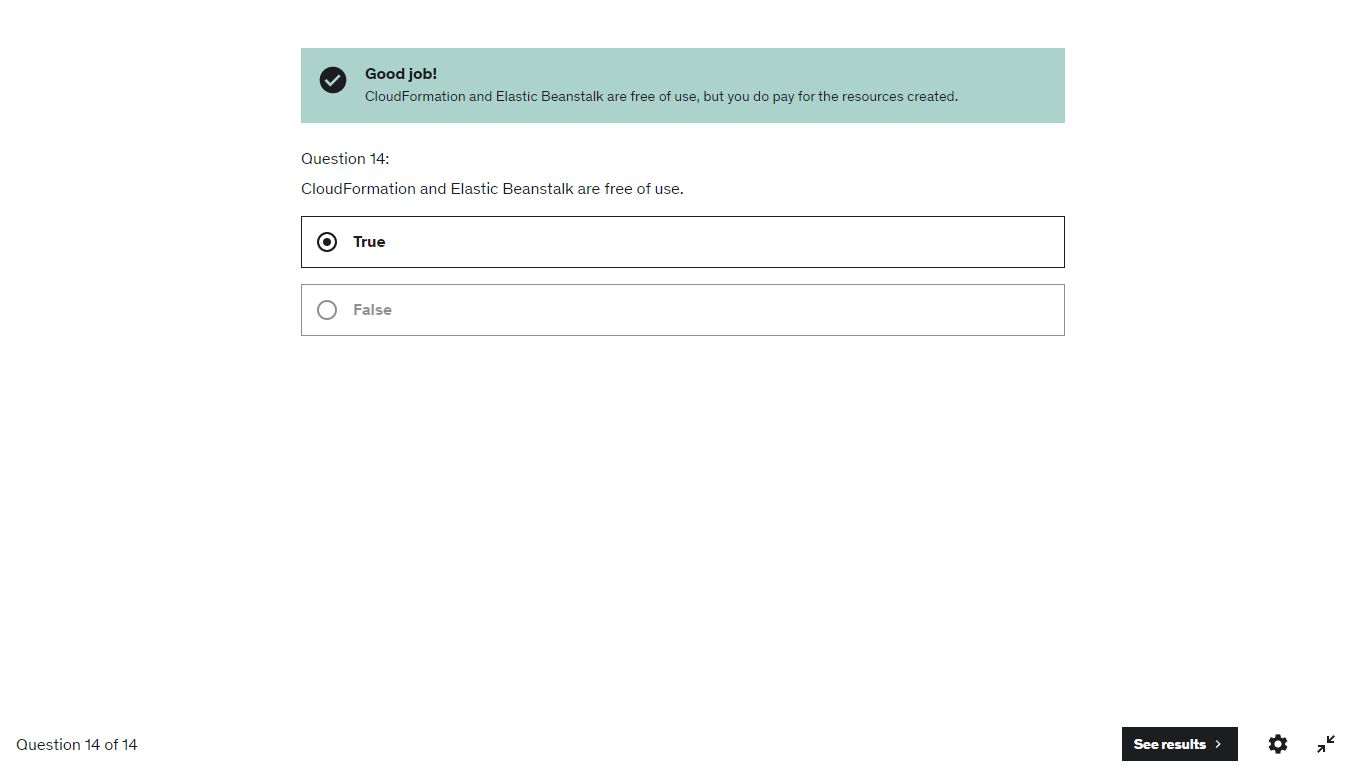 Good job!
CloudFormation and Elastic Beanstalk are free of use, but you do pay for the resources created.
Question 14:
CloudFormation and Elastic Beanstalk are free of use.
True
False
Question 14 of 14
See results